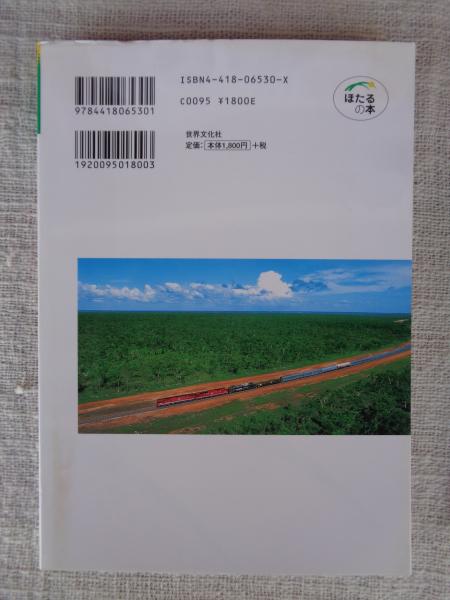 ISBN4-418-06530-X
C0095 ¥1800E
9784418065301
世界文化社
定価：本体1,800円＋税
1920095018003
ほたる
の本